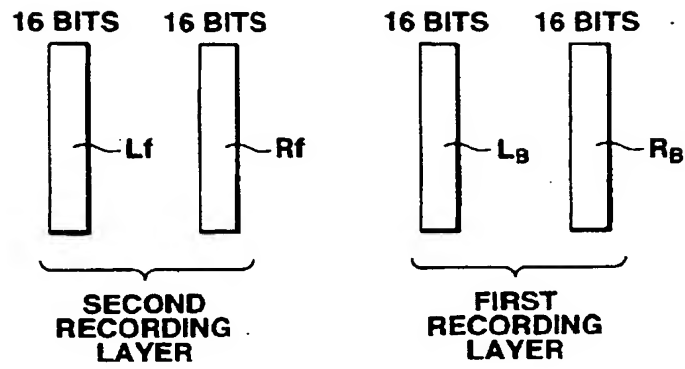 16 BITS 16 BITS 16 BITS 16 BITS
Lf Rf LB RB
SECOND
RECORDING
LAYER
FIRST
RECORDING
LAYER